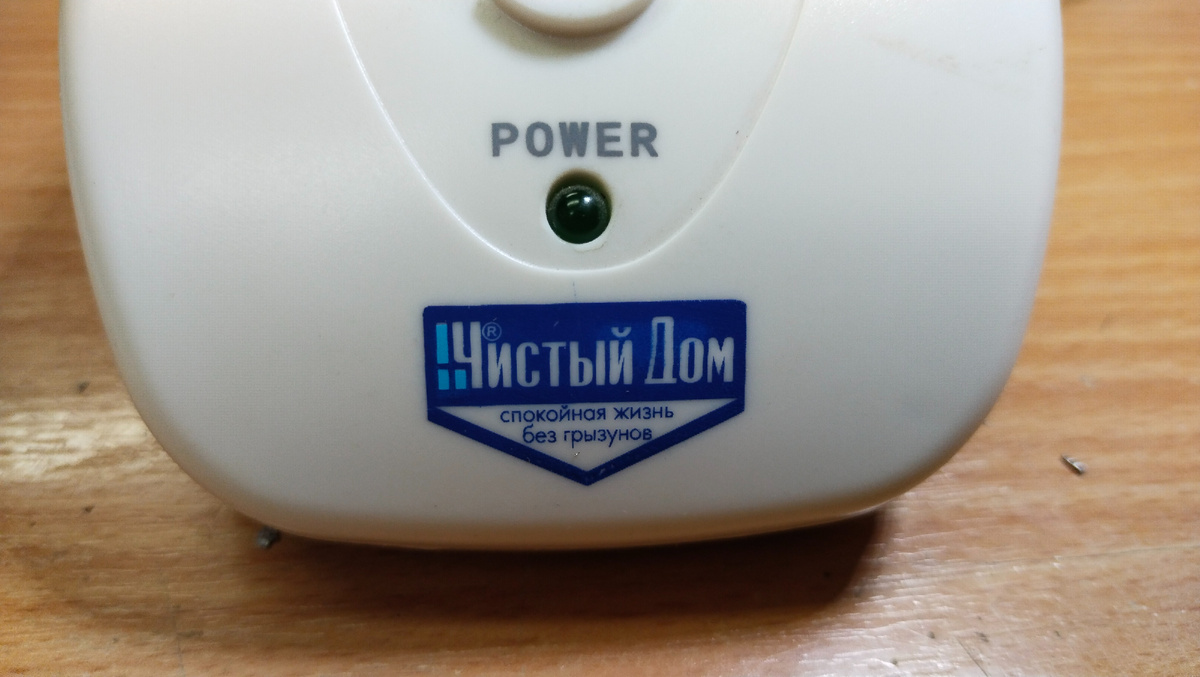 POWER
Чистый Дом ®
спокойная жизнь
без грызунов